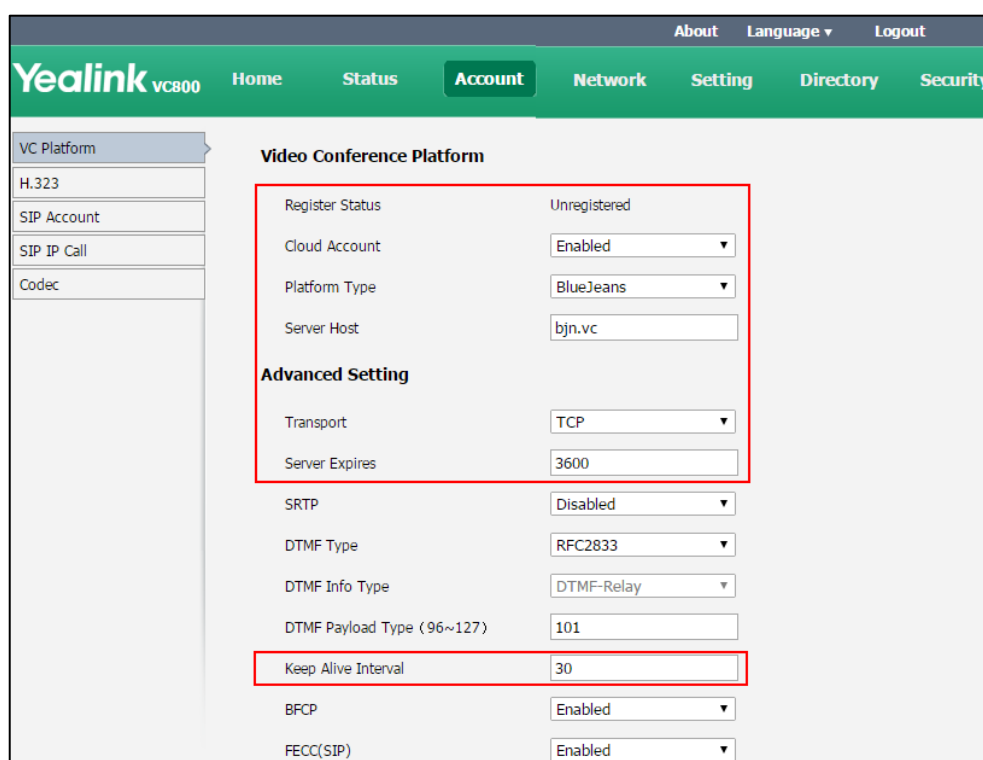 About Language ▾ Logout
Yealink VC800 Home Status Account Network Setting Directory Security
VC Platform
H.323
SIP Account
SIP IP Call
Codec
Video Conference Platform
Register Status Unregistered
Cloud Account Enabled
Platform Type BlueJeans
Server Host bjn.vc
Advanced Setting
Transport TCP
Server Expires 3600
SRTP Disabled
DTMF Type RFC2833
DTMF Info Type DTMF-Relay
DTMF Payload Type (96~127) 101
Keep Alive Interval 30
BFCP Enabled
FECC(SIP) Enabled